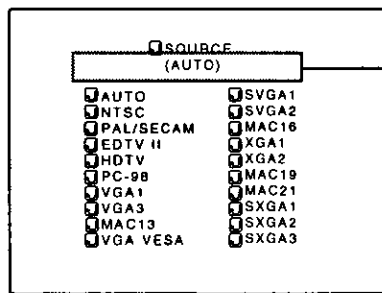 SOURCE
(AUTO)
AUTO
NTSC
PAL/SECAM
EDTV II
HDTV
PC-98
VGA1
VGA3
MAC13
VGA VESA
SVGA1
SVGA2
MAC16
XGA1
XGA2
MAC19
MAC21
SXGA1
SXGA2
SXGA3